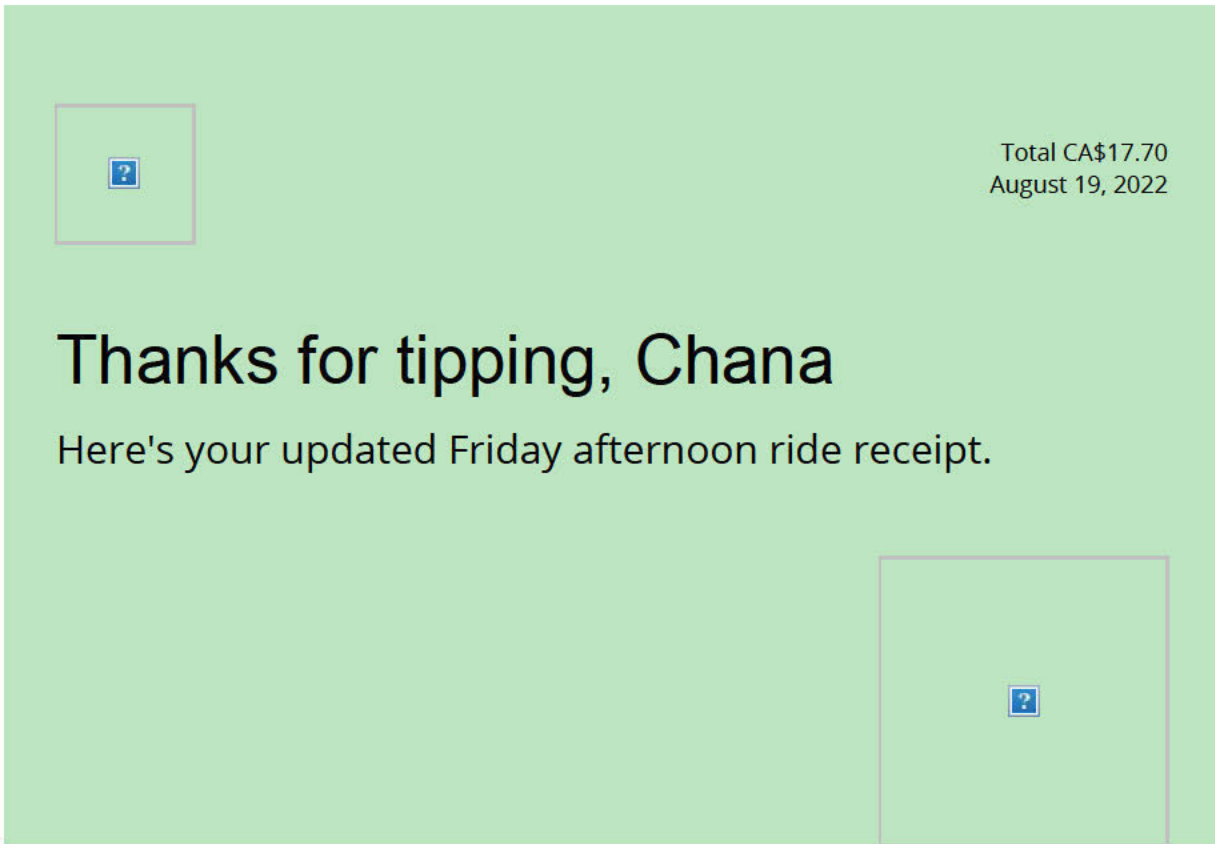 Total CA$17.70
August 19, 2022
Thanks for tipping, Chana
Here's your updated Friday afternoon ride receipt.